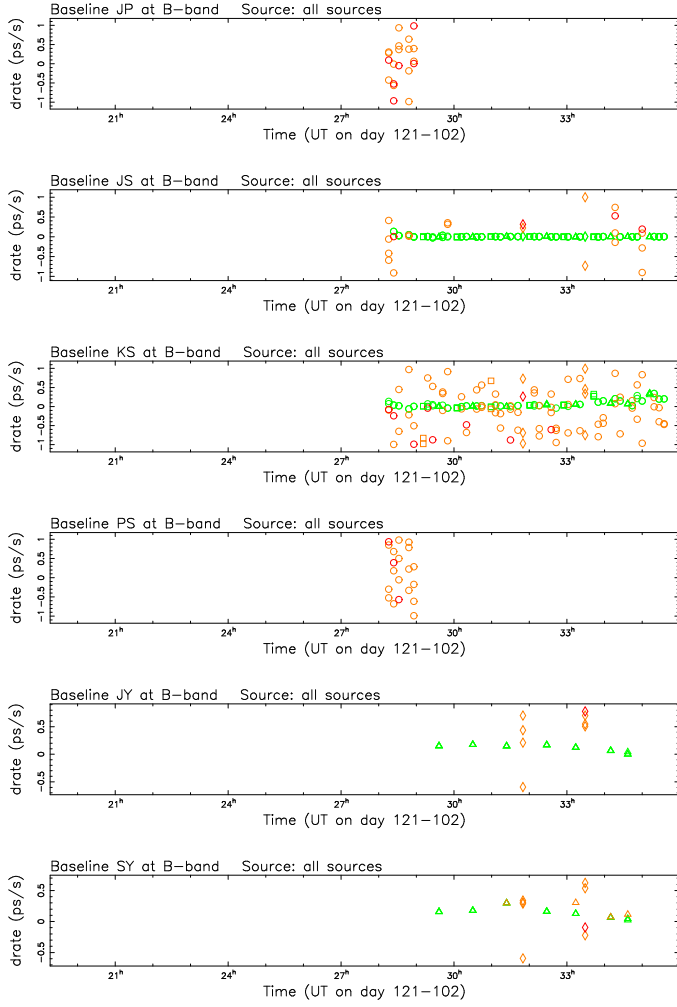 Baseline JP at B-band Source: all sources
drate (ps/s)
-1 -0.5 0 0.5 1
21h 24h 27h 30h 33h
Time (UT on day 121-102)
Baseline JS at B-band Source: all sources
drate (ps/s)
-1 -0.5 0 0.5 1
21h 24h 27h 30h 33h
Time (UT on day 121-102)
Baseline KS at B-band Source: all sources
drate (ps/s)
-1 -0.5 0 0.5 1
21h 24h 27h 30h 33h
Time (UT on day 121-102)
Baseline PS at B-band Source: all sources
drate (ps/s)
-1 -0.5 0 0.5 1
21h 24h 27h 30h 33h
Time (UT on day 121-102)
Baseline JY at B-band Source: all sources
drate (ps/s)
-0.5 0 0.5
21h 24h 27h 30h 33h
Time (UT on day 121-102)
Baseline SY at B-band Source: all sources
drate (ps/s)
-0.5 0 0.5
21h 24h 27h 30h 33h
Time (UT on day 121-102)